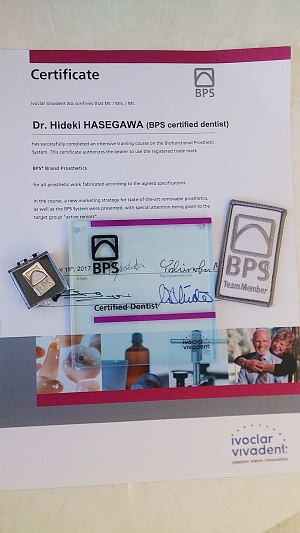 Certificate
BPS
Ivoclar Vivadent AG confirms that Mr. / Mrs. / Ms.
Dr. Hideki HASEGAWA (BPS certified dentist)
has successfully completed an intensive training course on the Biofunctional Prosthetic
System. This certificate authorizes the bearer to use the registered trade mark
BPS® Brand Prosthetics
for all prosthetic work fabricated according to the agreed specifications.
In the course, a new marketing strategy for state-of-the-art removable prosthetics,
as well as the BPS System were presented, with special attention being given to the
target group "active seniors".
2017
BPS
Certified Dentist
BPS
Team Member
ivoclar
vivadent
ivoclar
vivadent
passion vision innovation